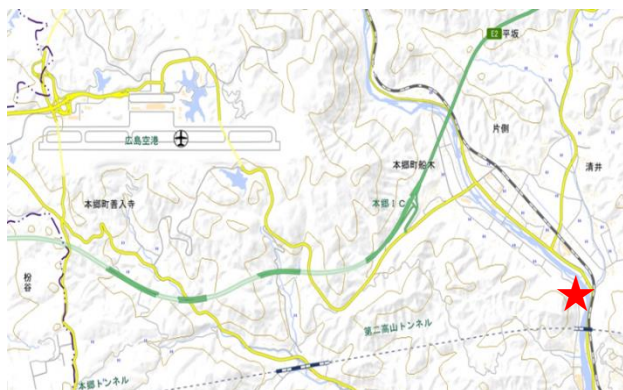 E2 平坂
広島空港
片側
本郷町船木
清井
本郷IC
本郷町善入寺
枌谷
第二高山トンネル
本郷トンネル